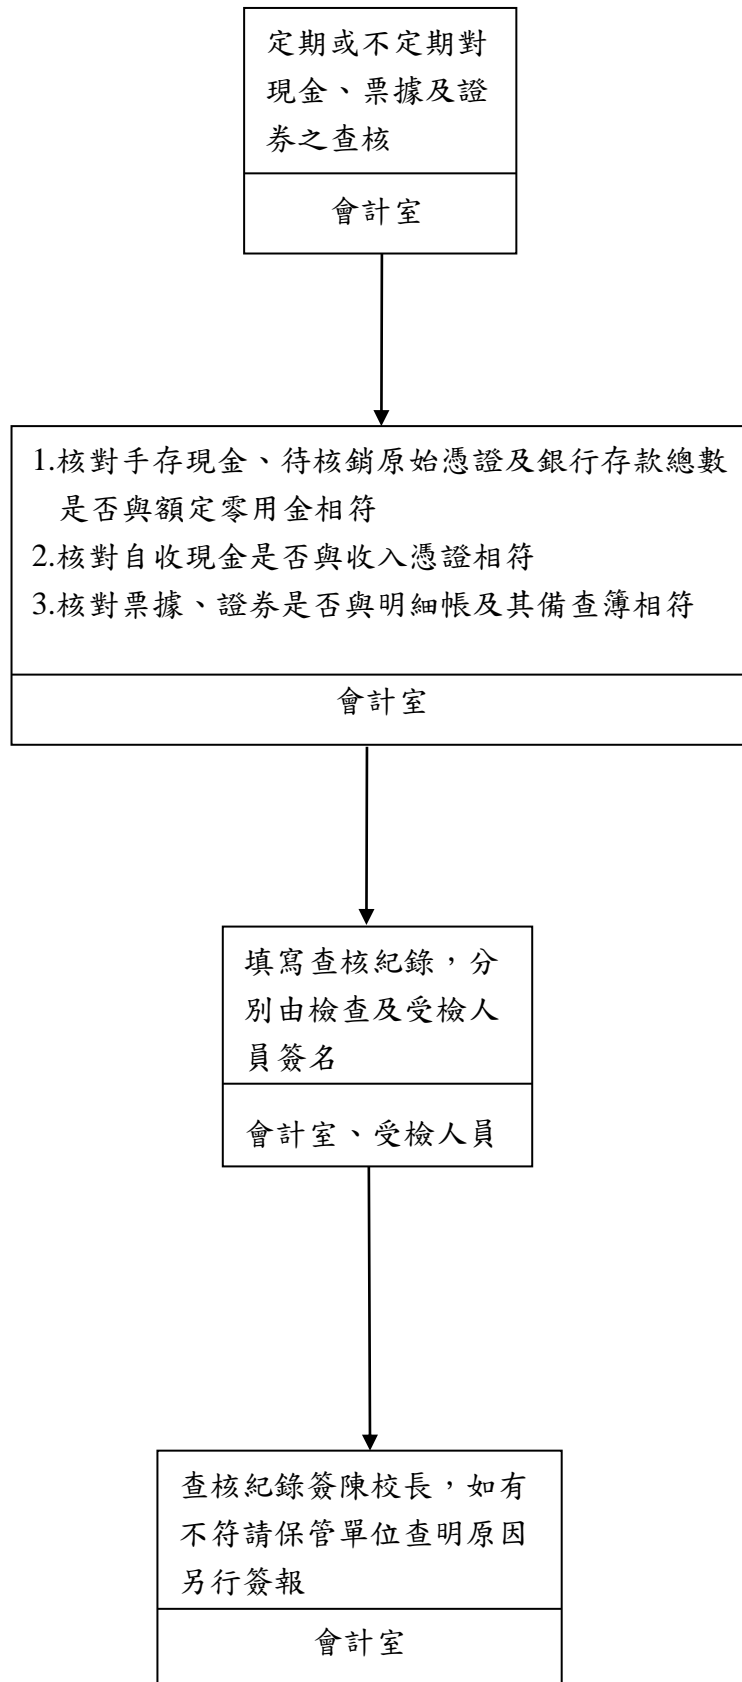 定期或不定期對
現金、票據及證
券之查核
會計室
1.核對手存現金、待核銷原始憑證及銀行存款總數
是否與額定零用金相符
2.核對自收現金是否與收入憑證相符
3.核對票據、證券是否與明細帳及其備查簿相符
會計室
填寫查核紀錄，分
別由檢查及受檢人
員簽名
會計室、受檢人員
查核紀錄簽陳校長，如有
不符請保管單位查明原因
另行簽報
會計室